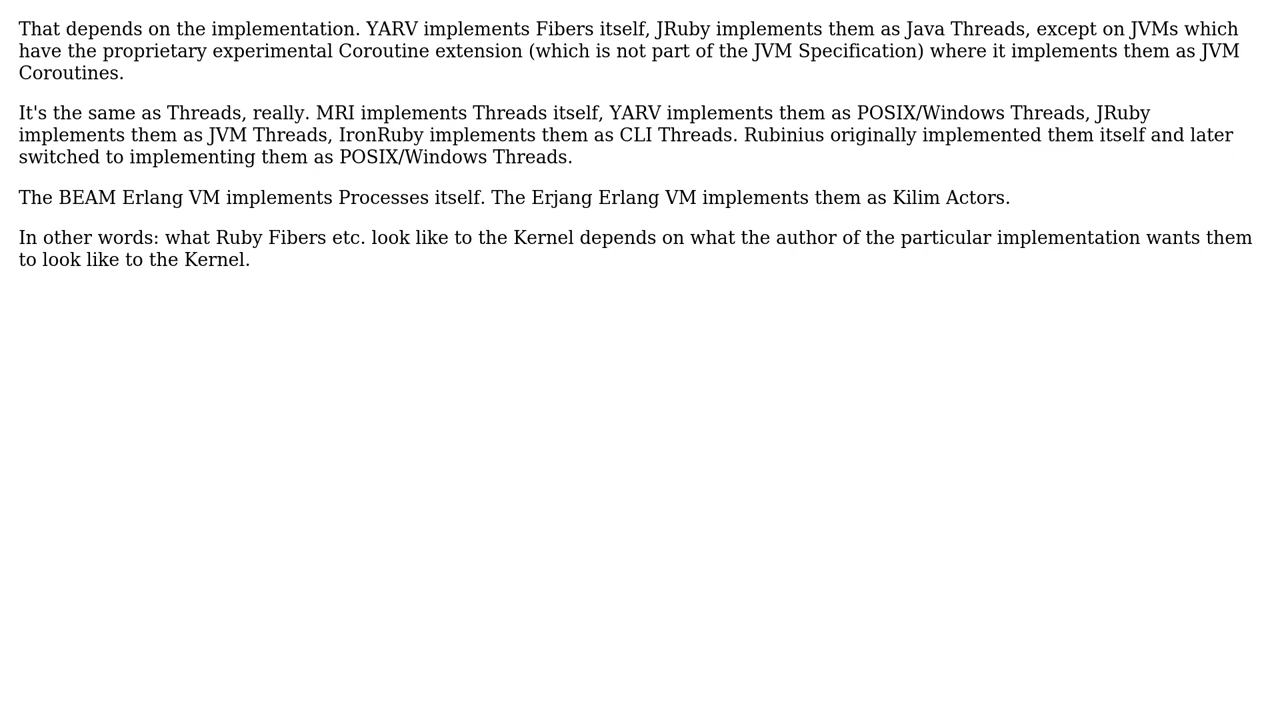 That depends on the implementation. YARV implements Fibers itself, JRuby implements them as Java Threads, except on JVMs which
have the proprietary experimental Coroutine extension (which is not part of the JVM Specification) where it implements them as JVM
Coroutines.
It's the same as Threads, really. MRI implements Threads itself, YARV implements them as POSIX/Windows Threads, JRuby
implements them as JVM Threads, IronRuby implements them as CLI Threads. Rubinius originally implemented them itself and later
switched to implementing them as POSIX/Windows Threads.
The BEAM Erlang VM implements Processes itself. The Erjang Erlang VM implements them as Kilim Actors.
In other words: what Ruby Fibers etc. look like to the Kernel depends on what the author of the particular implementation wants them
to look like to the Kernel.